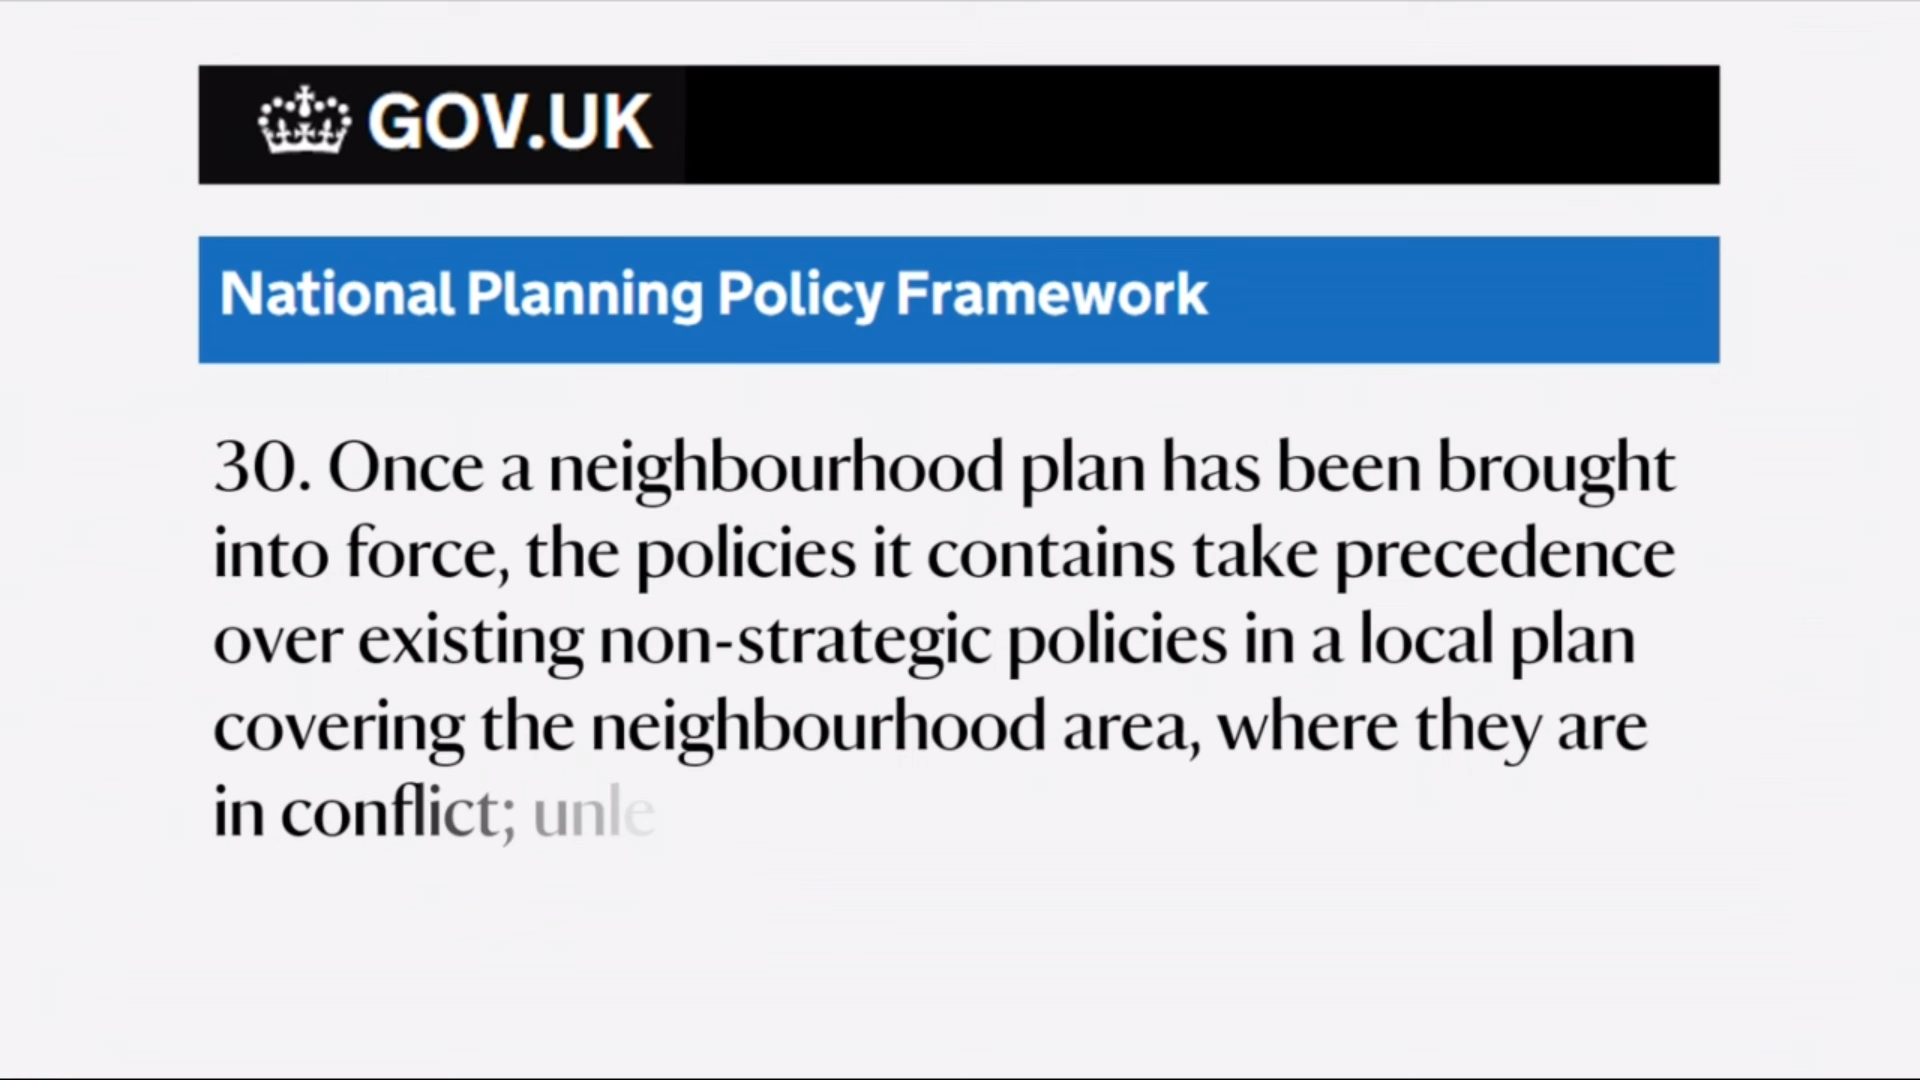 GOV.UK
National Planning Policy Framework
30. Once a neighbourhood plan has been brought
into force, the policies it contains take precedence
over existing non-strategic policies in a local plan
covering the neighbourhood area, where they are
in conflict; unle